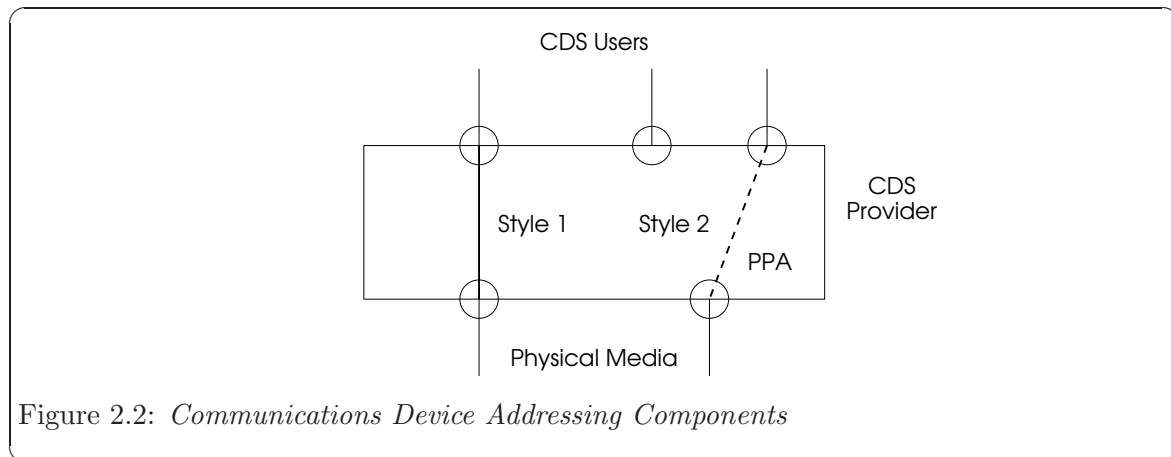 CDS Users
Style 1
Style 2
CDS
Provider
PPA
Physical Media
Figure 2.2: Communications Device Addressing Components